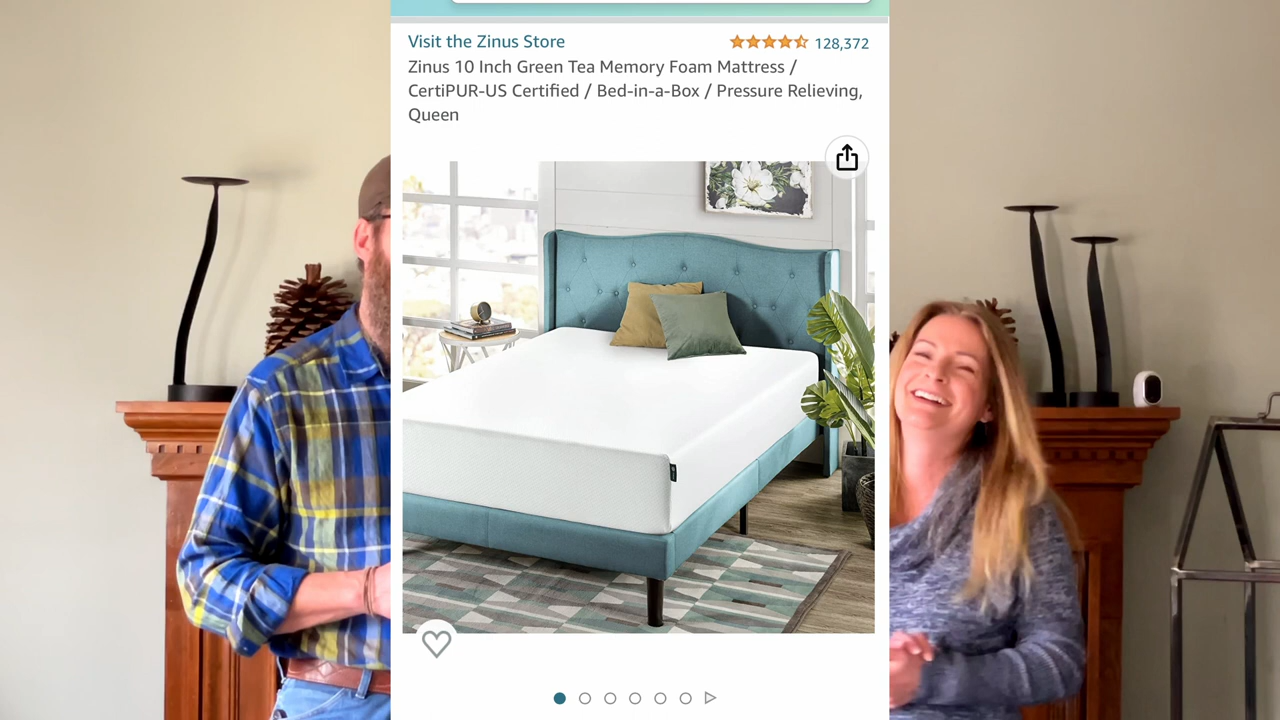 Visit the Zinus Store
128,372
Zinus 10 Inch Green Tea Memory Foam Mattress /
CertiPUR-US Certified / Bed-in-a-Box / Pressure Relieving,
Queen